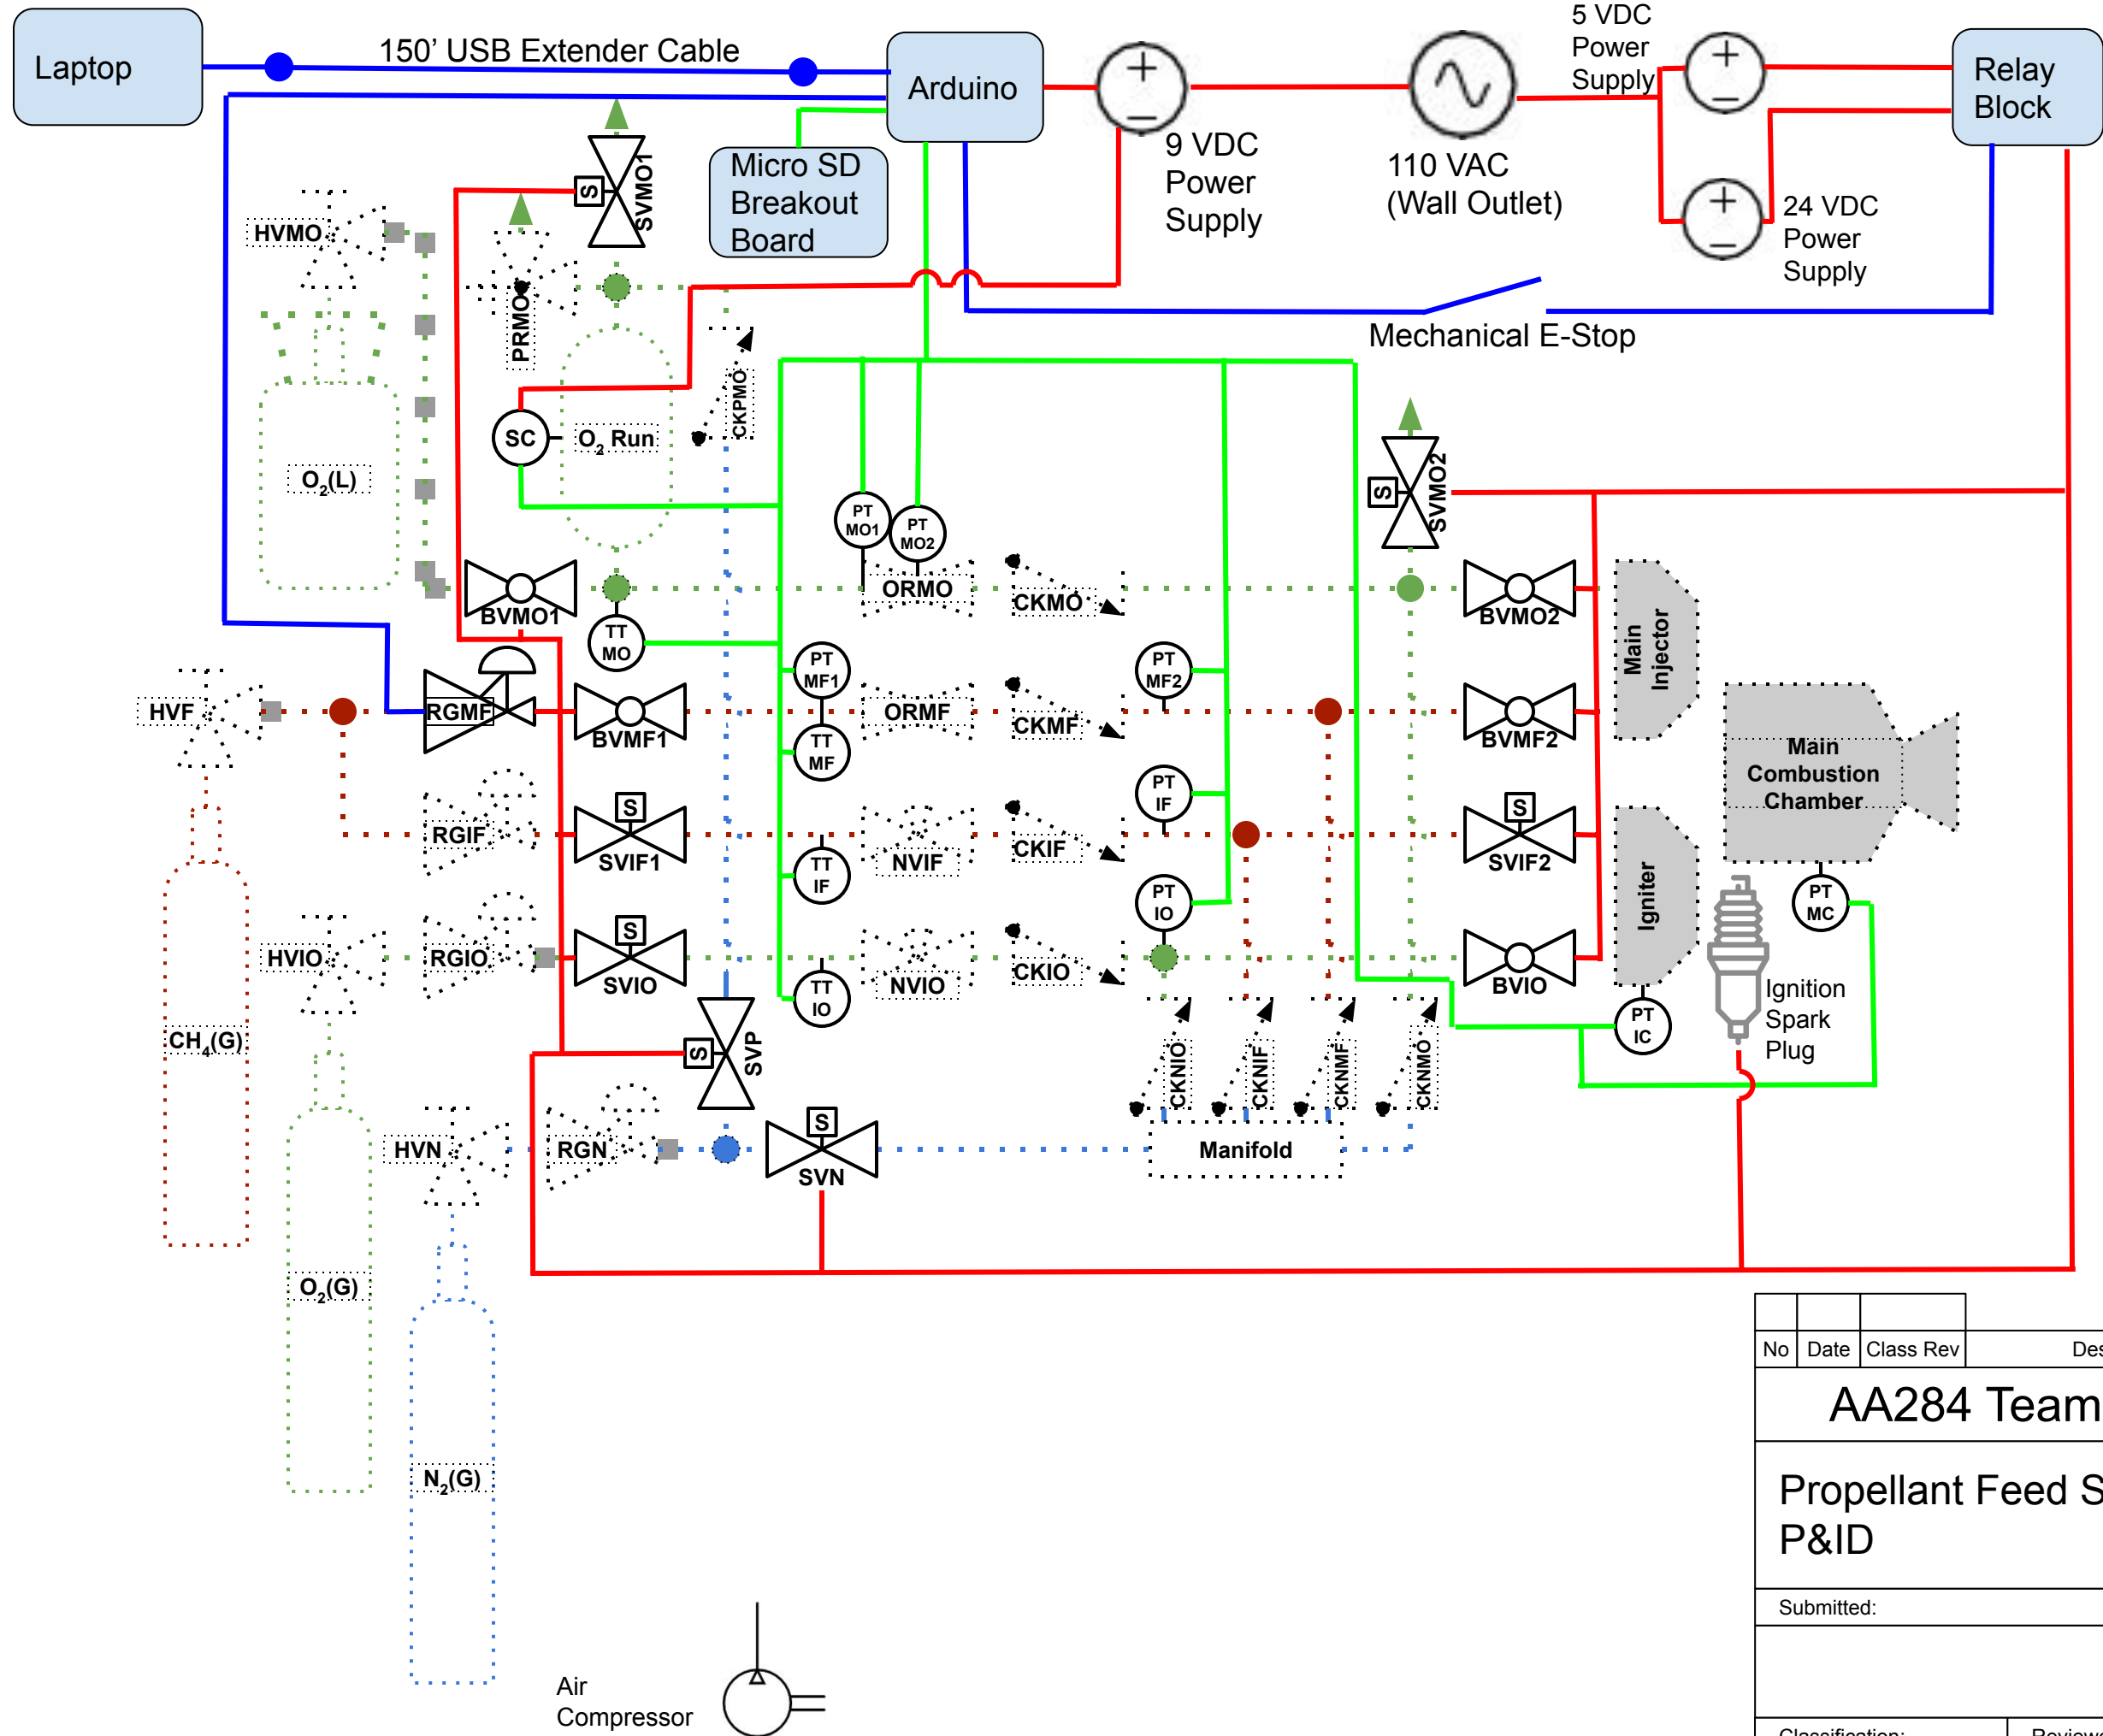 Laptop
150' USB Extender Cable
Arduino
5 VDC
Power
Supply
Relay
Block
Micro SD
Breakout
Board
9 VDC
Power
Supply
110 VAC
(Wall Outlet)
24 VDC
Power
Supply
Mechanical E-Stop
S
SVMO1
HVMO
PRMO
CKPMO
SC
O2 Run
O2(L)
PT
MO1
PT
MO2
S
SVMO2
BVMO1
ORMO
CKMO
BVMO2
TT
MO
Main
Injector
PT
MF1
PT
MF2
HVF
RGMF
BVMF1
ORMF
CKMF
BVMF2
TT
MF
Main
Combustion
Chamber
PT
IF
S
S
RGIF
SVIF1
NVIF
CKIF
SVIF2
TT
IF
Igniter
PT
IO
PT
MC
S
HVIO
RGIO
SVIO
NVIO
CKIO
BVIO
TT
IO
Ignition
Spark
Plug
PT
IC
CH4(G)
S
SVP
CKNIO
CKNIF
CKNMF
CKNMO
S
HVN
RGN
SVN
Manifold
O2(G)
N2(G)
No
Date
Class Rev
Des
AA284 Team
Propellant Feed S
P&ID
Submitted:
Air
Compressor
Classification:
Reviewe